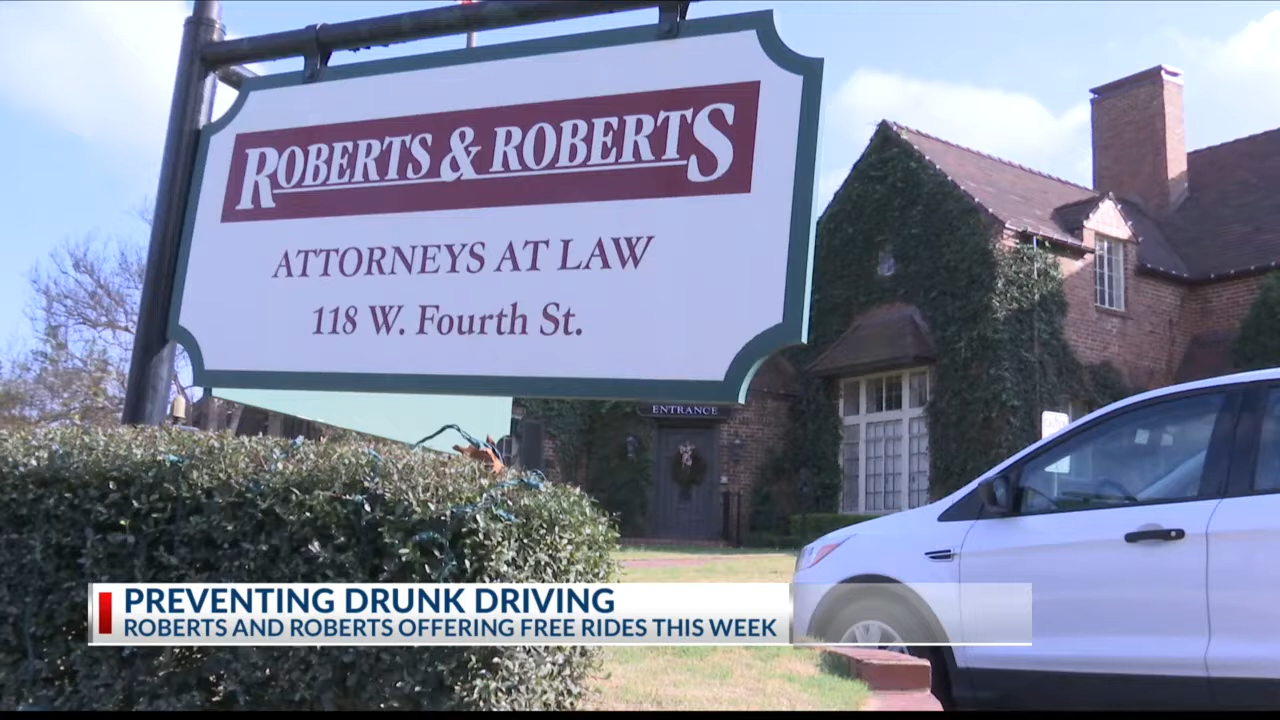 ROBERTS & ROBERTS
ATTORNEYS AT LAW
118 W. Fourth St.
ENTRANCE
PREVENTING DRUNK DRIVING
ROBERTS AND ROBERTS OFFERING FREE RIDES THIS WEEK